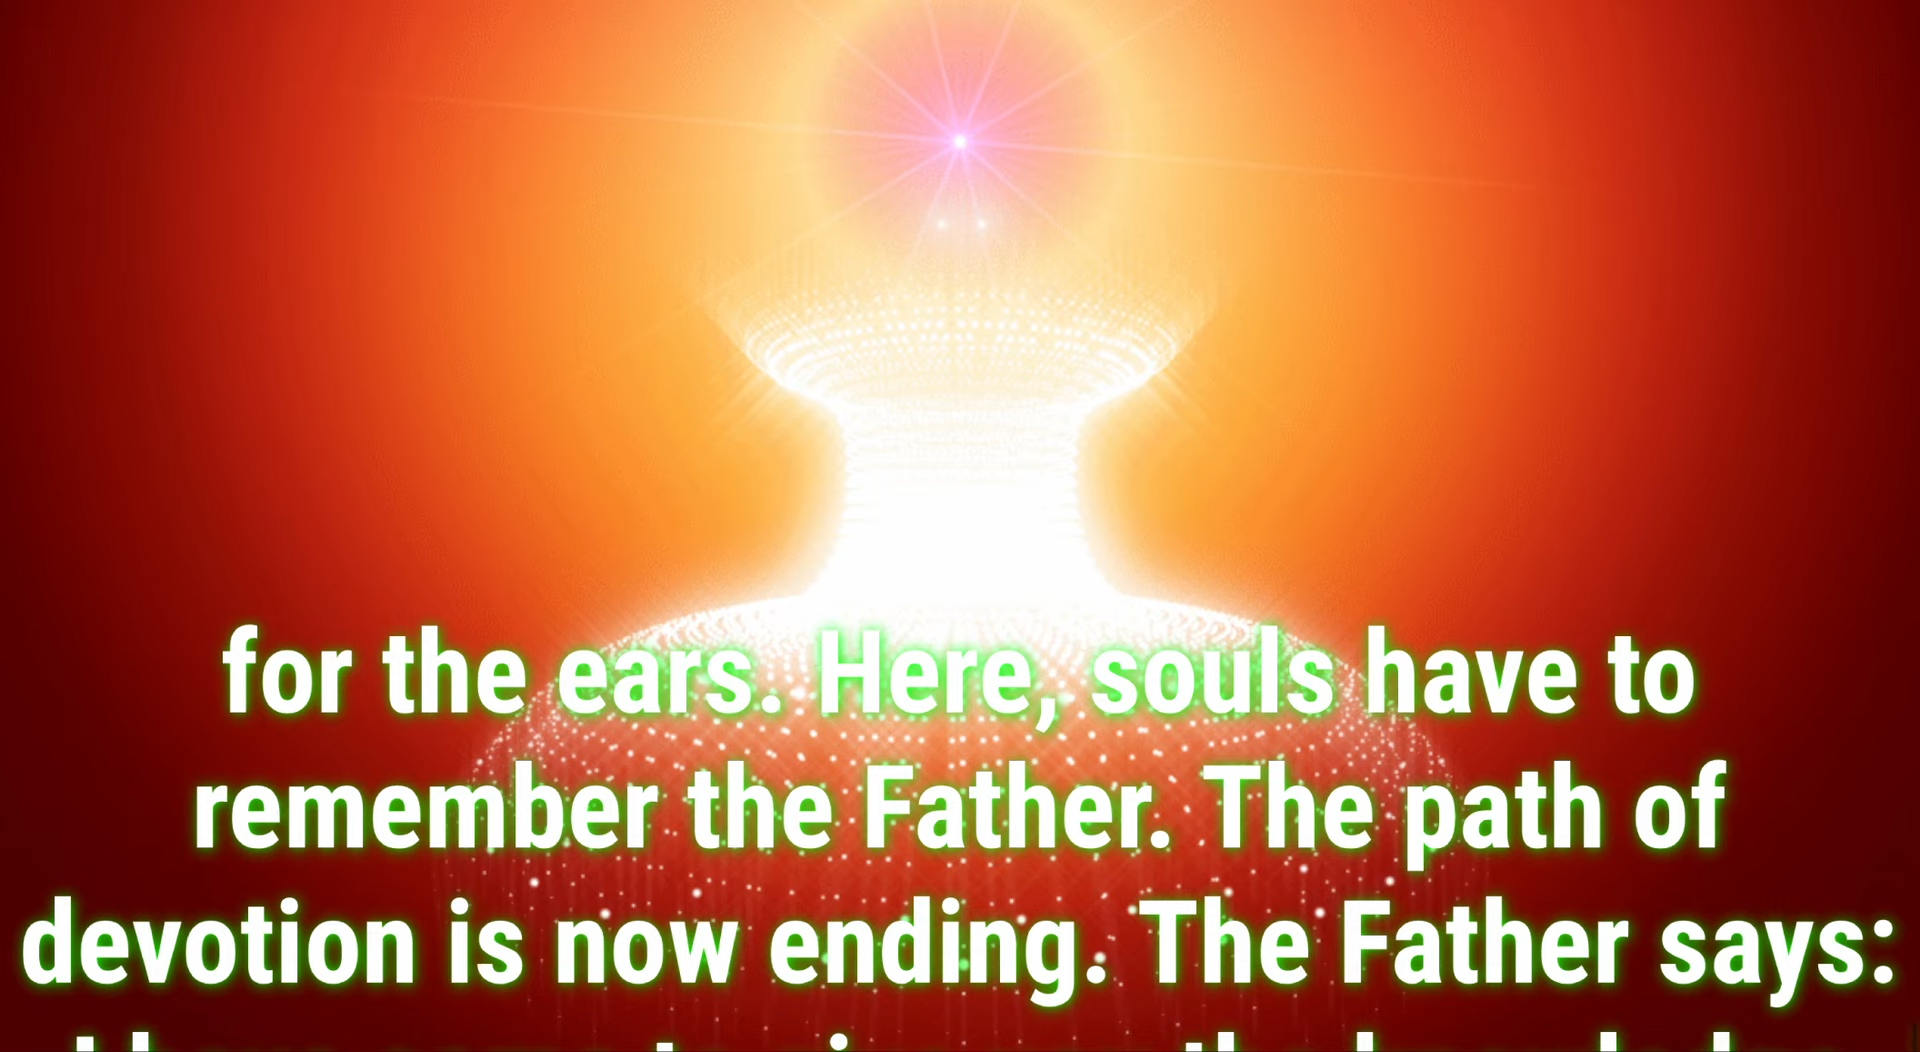 for the ears. Here, souls have to
remember the Father. The path of
devotion is now ending. The Father says: